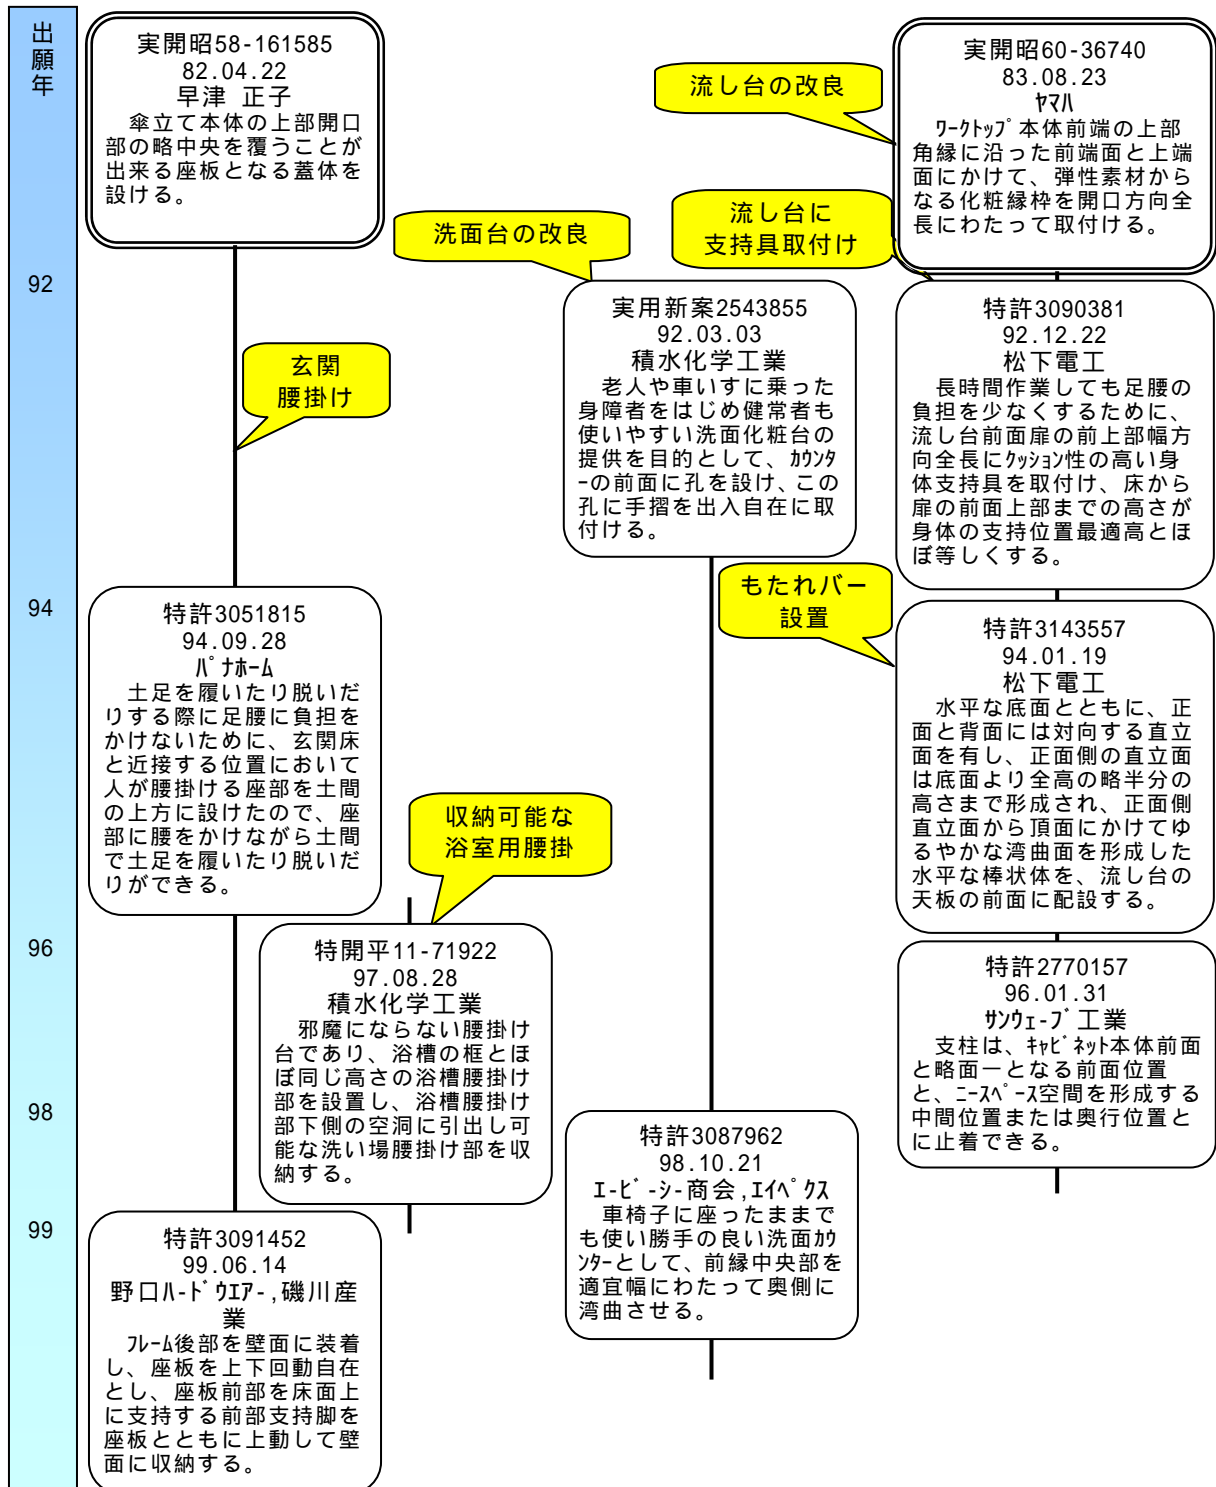 出
願
年
92
94
96
98
99
実開昭58-161585
82.04.22
早津 正子
傘立て本体の上部開口
部の略中央を覆うことが
出来る座板となる蓋体を
設ける。
玄関
腰掛け
特許3051815
94.09.28
ﾊﾟﾅﾎｰﾑ
土足を履いたり脱いだ
りする際に足腰に負担を
かけないために、玄関床
と近接する位置において
人が腰掛ける座部を土間
の上方に設けたので、座
部に腰をかけながら土間
で土足を履いたり脱いだ
りができる。
収納可能な
浴室用腰掛
特開平11-71922
97.08.28
積水化学工業
邪魔にならない腰掛け
台であり、浴槽の框とほ
ぼ同じ高さの浴槽腰掛け
部を設置し、浴槽腰掛け
部下側の空洞に引出し可
能な洗い場腰掛け部を収
納する。
特許3091452
99.06.14
野口ﾊ-ﾄﾞｳｴｱ-,磯川産
業
ﾌﾚｰﾑ後部を壁面に装着
し、座板を上下回動自在
とし、座板前部を床面上
に支持する前部支持脚を
座板とともに上動して壁
面に収納する。
洗面台の改良
実用新案2543855
92.03.03
積水化学工業
老人や車いすに乗った
身障者をはじめ健常者も
使いやすい洗面化粧台の
提供を目的として、ｶｳﾝﾀ
ｰの前面に孔を設け、この
孔に手摺を出入自在に取
付ける。
特許3087962
98.10.21
ｴ-ﾋﾞ-ｼ-商会,ｴｲﾍﾟｸｽ
車椅子に座ったままで
も使い勝手の良い洗面ｶｳ
ﾝﾀｰとして、前縁中央部を
適宜幅にわたって奥側に
湾曲させる。
流し台の改良
実開昭60-36740
83.08.23
ﾔﾏﾊ
ﾜｰｸﾄｯﾌﾟ本体前端の上部
角縁に沿った前端面と上端
面にかけて、弾性素材から
なる化粧縁枠を開口方向全
長にわたって取付ける。
流し台に
支持具取付け
特許3090381
92.12.22
松下電工
長時間作業しても足腰の
負担を少なくするために、
流し台前面扉の前上部幅方
向全長にｸｯｼｮﾝ性の高い身
体支持具を取付け、床から
扉の前面上部までの高さが
身体の支持位置最適高とほ
ぼ等しくする。
もたれバー
設置
特許3143557
94.01.19
松下電工
水平な底面とともに、正
面と背面には対向する直立
面を有し、正面側の直立面
は底面より全高の略半分の
高さまで形成され、正面側
直立面から頂面にかけてゆ
るやかな湾曲面を形成した
水平な棒状体を、流し台の
天板の前面に配設する。
特許2770157
96.01.31
ｻﾝｳｪ-ﾌﾞ工業
支柱は、ｷｬﾋﾞﾈｯﾄ本体前面
と略面一となる前面位置
と、ﾆｰｽﾍﾟｰｽ空間を形成する
中間位置または奥行位置と
に止着できる。